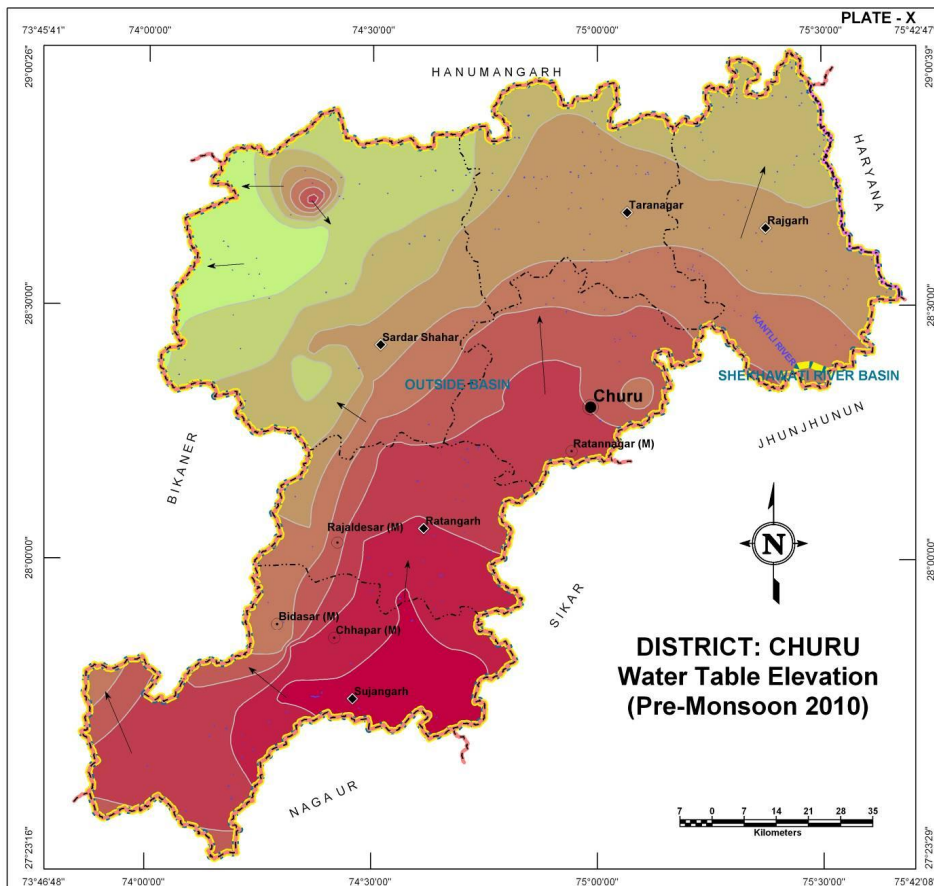 PLATE - X
73°45'41" 74°00'00" 74°30'00" 75°00'00" 75°30'00" 75°42'47"
29°00'26"
29°00'39"
HANUMANGARH
HARYANA
Taranagar
Rajgarh
28°30'00"
28°30'00"
KANTLI RIVER
Sardar Shahar
SHEKHAWATI RIVER BASIN
OUTSIDE BASIN
Churu
JHUNJHUNUN
Ratannagar (M)
BIKANER
Rajaldesar (M)
Ratangarh
N
28°00'00"
28°00'00"
SIKAR
Bidasar (M)
Chhapar (M)
DISTRICT: CHURU
Water Table Elevation
(Pre-Monsoon 2010)
Sujangarh
NAGAUR
7 0 7 14 21 28 35
Kilometers
27°23'16"
27°23'29"
73°46'48" 74°00'00" 74°30'00" 75°00'00" 75°30'00" 75°42'08"